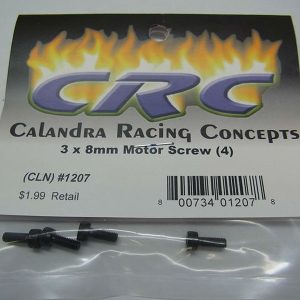 CRC
Calandra Racing Concepts
3 x 8mm Motor Screw (4)
(CLN) #1207
$1.99 Retail
8 00734 01207 8